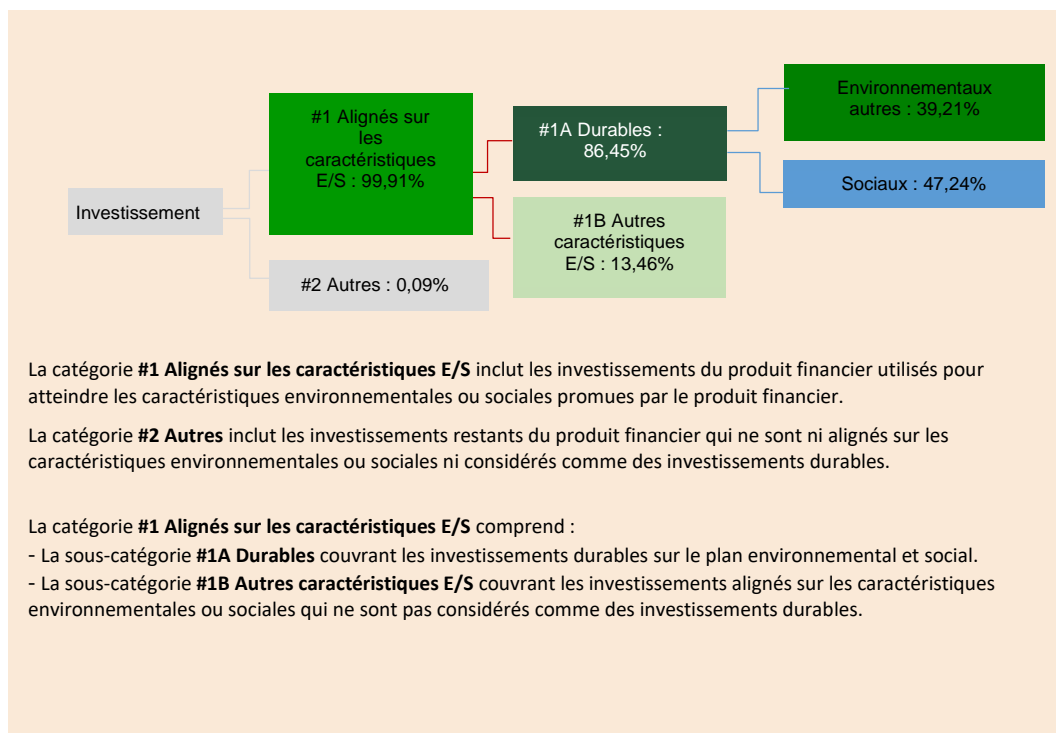 Investissement
#1 Alignés sur
les
caractéristiques
E/S : 99,91%
#2 Autres : 0,09%
#1A Durables :
86,45%
#1B Autres
caractéristiques
E/S : 13,46%
Environnementaux
autres : 39,21%
Sociaux : 47,24%
La catégorie #1 Alignés sur les caractéristiques E/S inclut les investissements du produit financier utilisés pour
atteindre les caractéristiques environnementales ou sociales promues par le produit financier.
La catégorie #2 Autres inclut les investissements restants du produit financier qui ne sont ni alignés sur les
caractéristiques environnementales ou sociales ni considérés comme des investissements durables.
La catégorie #1 Alignés sur les caractéristiques E/S comprend :
- La sous-catégorie #1A Durables couvrant les investissements durables sur le plan environnemental et social.
- La sous-catégorie #1B Autres caractéristiques E/S couvrant les investissements alignés sur les caractéristiques
environnementales ou sociales qui ne sont pas considérés comme des investissements durables.